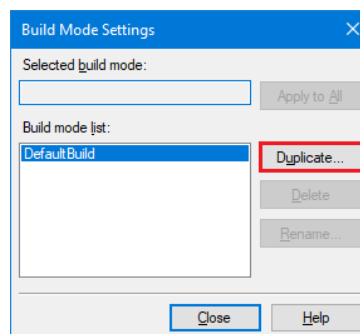 Build Mode Settings
Selected build mode:
Apply to All
Build mode list:
DefaultBuild
Duplicate...
Delete
Rename...
Close
Help